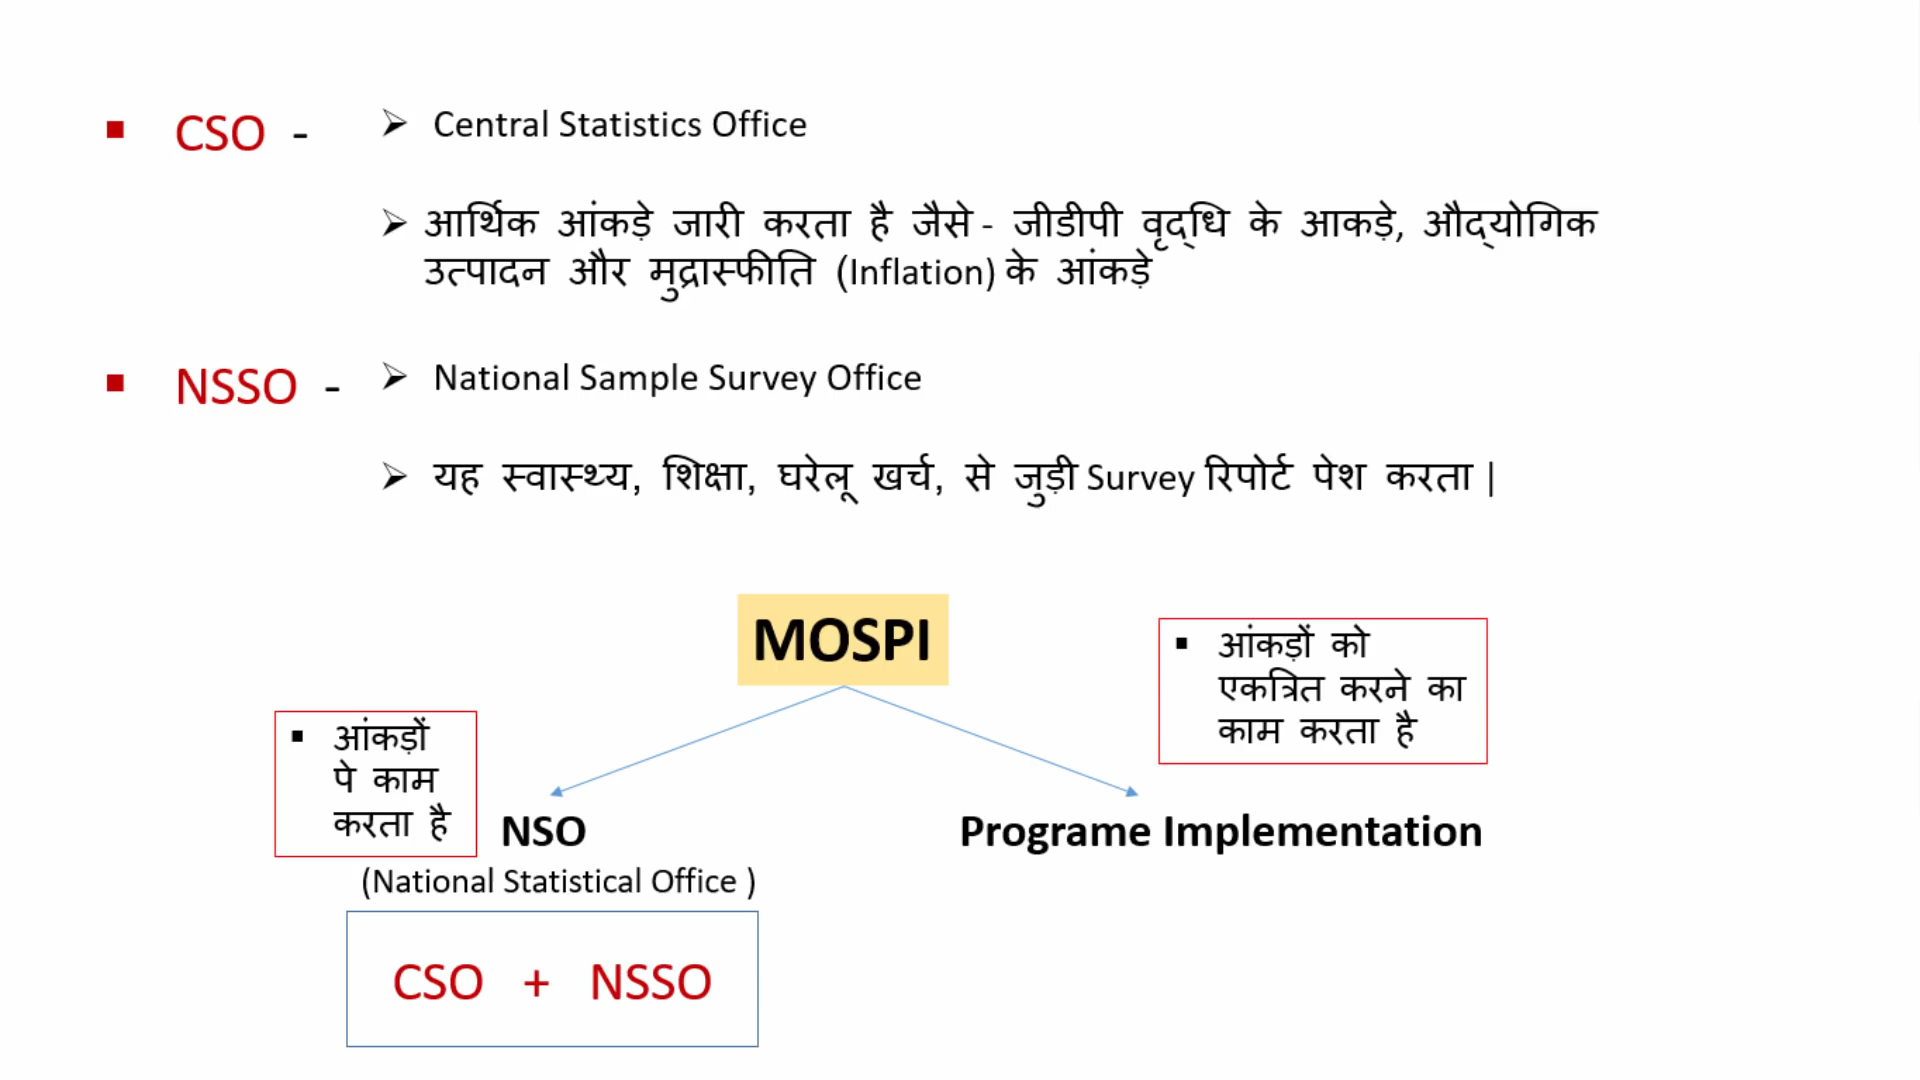 ▪ CSO - ➢ Central Statistics Office
➢ आर्थिक आंकड़े जारी करता है जैसे - जीडीपी वृद्धि के आकड़े, औद्योगिक
उत्पादन और मुद्रास्फीति (Inflation) के आंकड़े
▪ NSSO - ➢ National Sample Survey Office
➢ यह स्वास्थ्य, शिक्षा, घरेलू खर्च, से जुड़ी Survey रिपोर्ट पेश करता |
MOSPI
▪ आंकड़ों को
एकत्रित करने का
काम करता है
▪ आंकड़ों
पे काम
करता है
NSO
(National Statistical Office )
CSO + NSSO
Programe Implementation